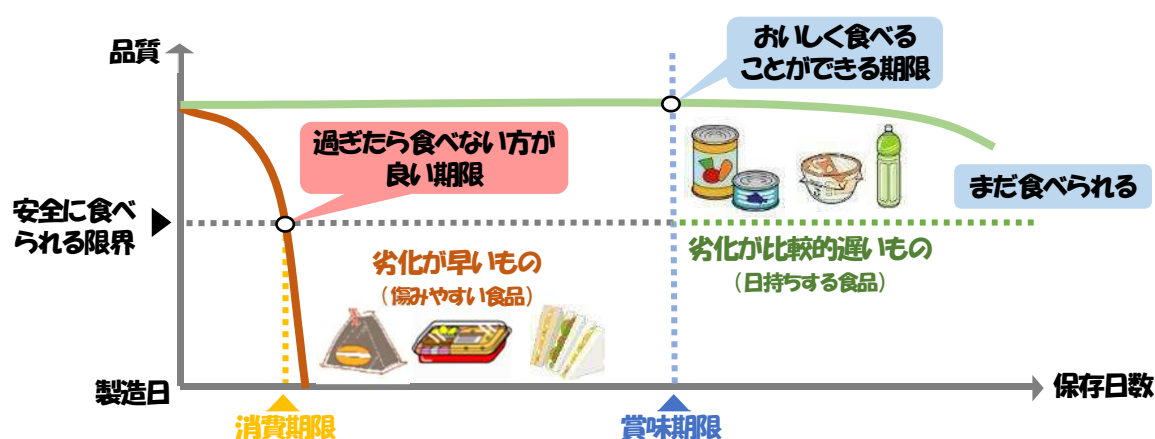 品質
おいしく食べる
ことができる期限
過ぎたら食べない方が
良い期限
まだ食べられる
安全に食べ
られる限界
劣化が早いもの
（傷みやすい食品）
劣化が比較的遅いもの
（日持ちする食品）
製造日
保存日数
消費期限
賞味期限